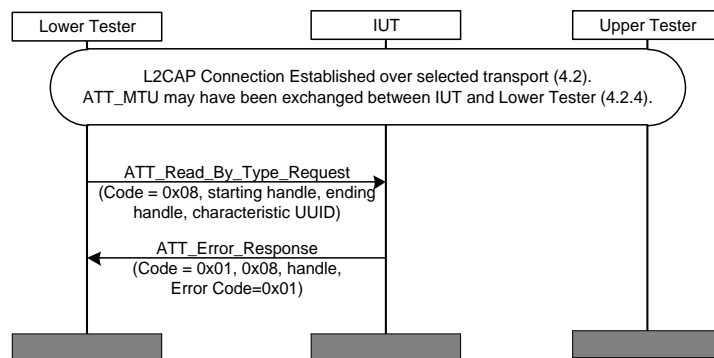 Lower Tester
IUT
Upper Tester
L2CAP Connection Established over selected transport (4.2).
ATT_MTU may have been exchanged between IUT and Lower Tester (4.2.4).
ATT_Read_By_Type_Request
(Code = 0x08, starting handle, ending
handle, characteristic UUID)
ATT_Error_Response
(Code = 0x01, 0x08, handle,
Error Code=0x01)